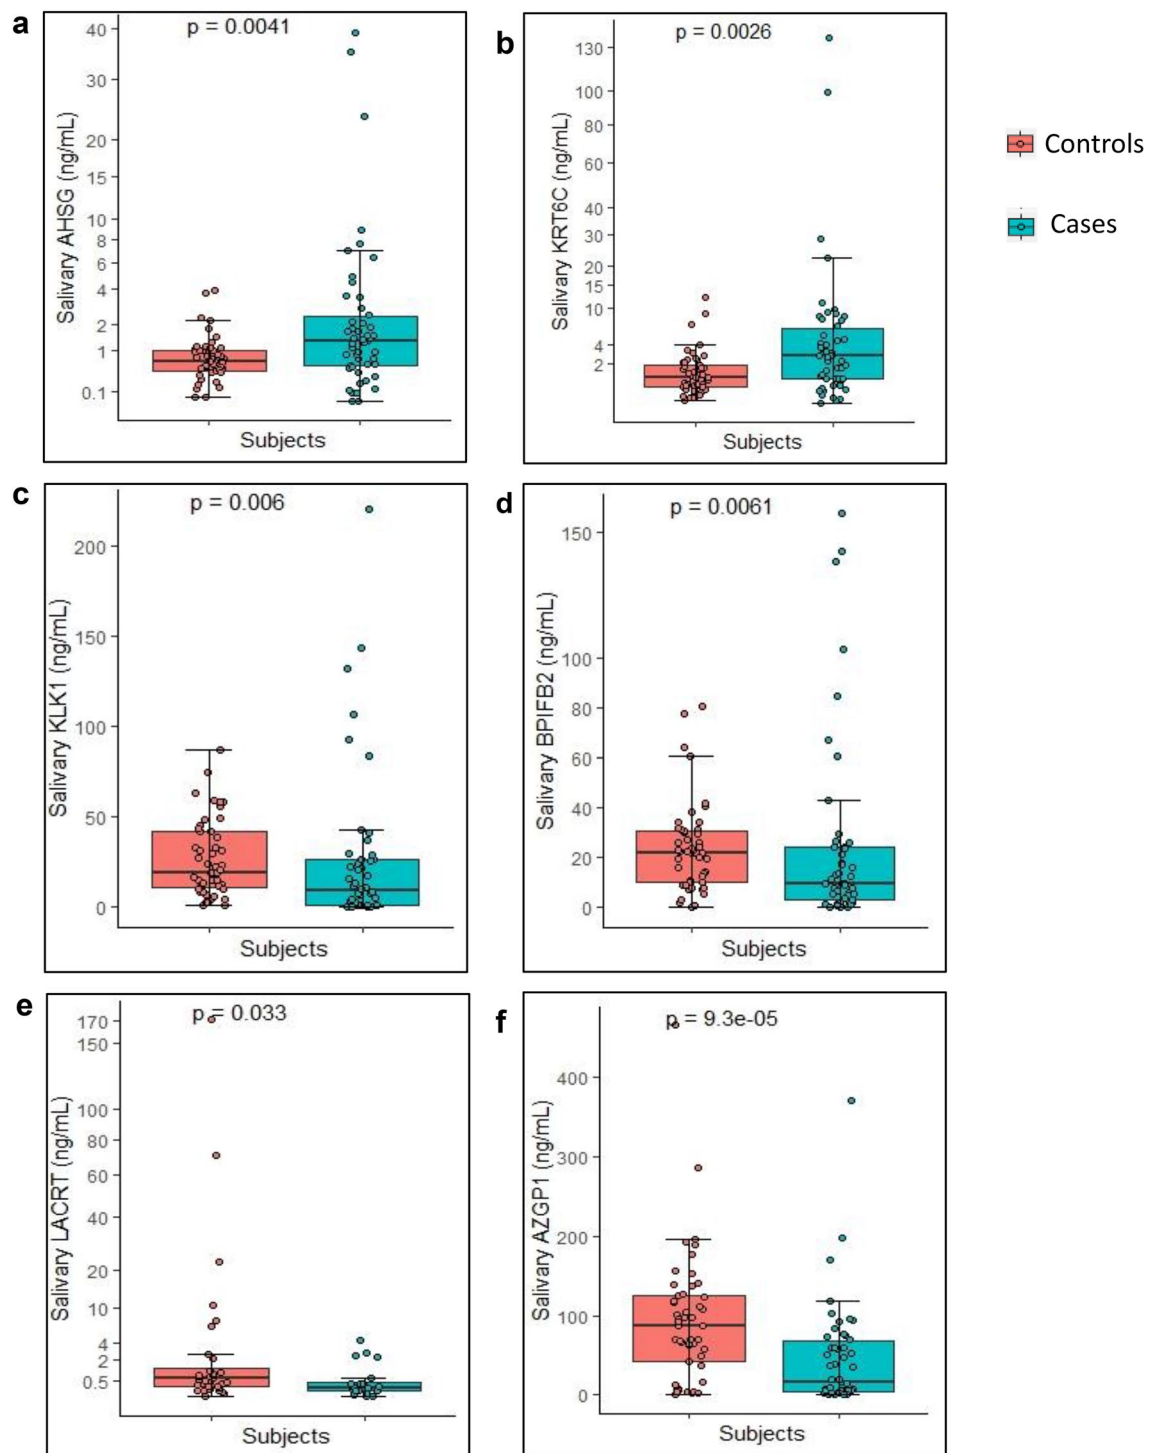 a
p = 0.0041
Salivary AHSG (ng/mL)
40
30
20
15
10
8
6
4
2
1
0.1
Subjects
b
p = 0.0026
Salivary KRT6C (ng/mL)
130
100
80
60
40
30
20
15
10
4
2
Subjects
Controls
Cases
c
p = 0.006
Salivary KLK1 (ng/mL)
200
150
100
50
0
Subjects
d
p = 0.0061
Salivary BPIFB2 (ng/mL)
150
100
80
60
40
20
0
Subjects
e
p = 0.033
Salivary LACRT (ng/mL)
170
150
100
80
60
40
20
10
4
2
0.5
Subjects
f
p = 9.3e-05
Salivary AZGP1 (ng/mL)
400
300
200
100
0
Subjects